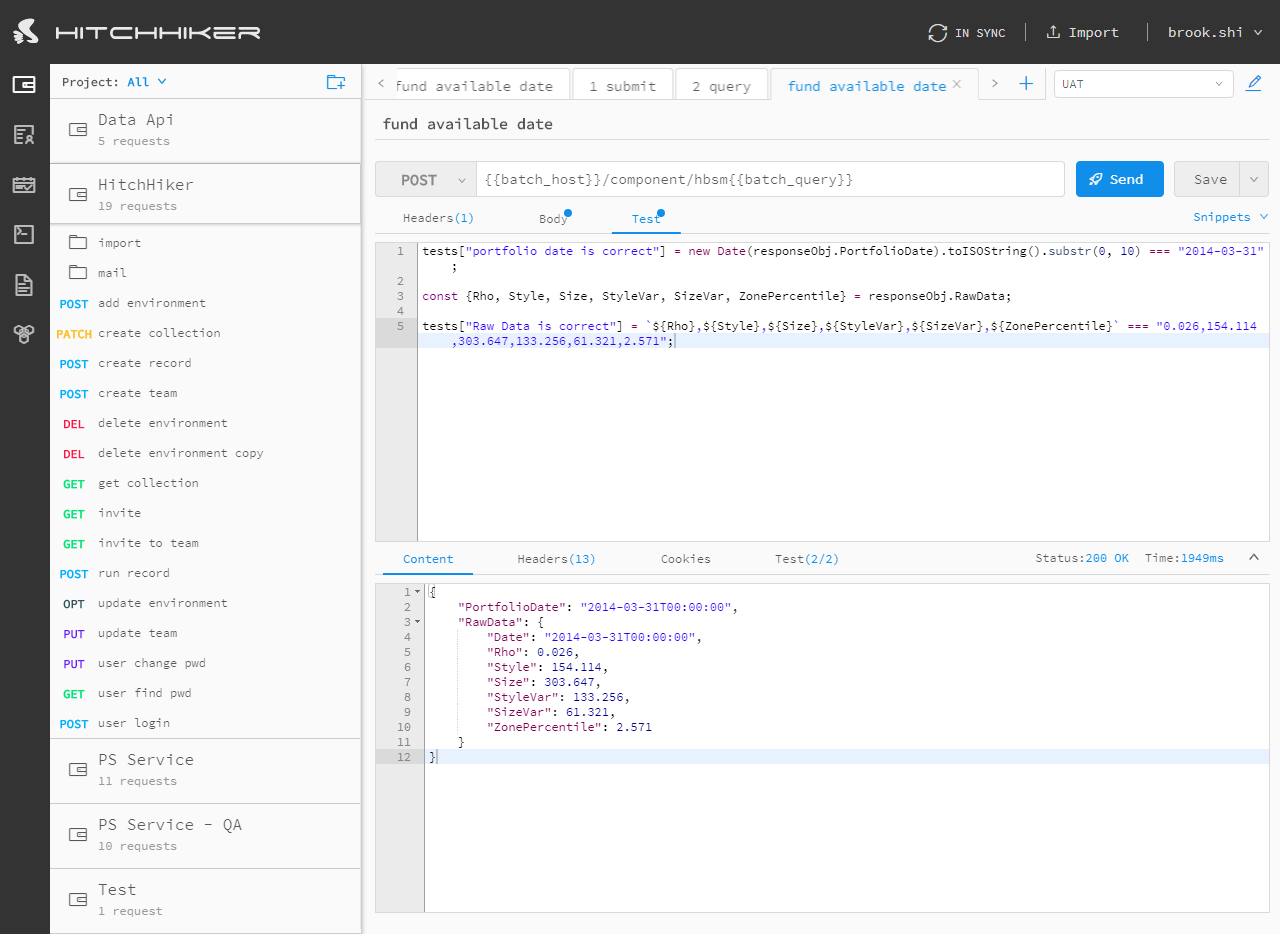 HITCHHIKER
IN SYNC
Import
brook.shi
Project: All
Data Api
5 requests
HitchHiker
19 requests
import
mail
POST add environment
PATCH create collection
POST create record
POST create team
DEL delete environment
DEL delete environment copy
GET get collection
GET invite
GET invite to team
POST run record
OPT update environment
PUT update team
PUT user change pwd
GET user find pwd
POST user login
PS Service
11 requests
PS Service - QA
10 requests
Test
1 request
fund available date
1 submit
2 query
fund available date
UAT
fund available date
POST
{{batch_host}}/component/hbsm{{batch_query}}
Send
Save
Headers(1)
Body
Test
Snippets
1 tests["portfolio date is correct"] = new Date(responseObj.PortfolioDate).toISOString().substr(0, 10) === "2014-03-31"
;
2
3 const {Rho, Style, Size, StyleVar, SizeVar, ZonePercentile} = responseObj.RawData;
4
5 tests["Raw Data is correct"] = `${Rho},${Style},${Size},${StyleVar},${SizeVar},${ZonePercentile}` === "0.026,154.114
,303.647,133.256,61.321,2.571";
Content
Headers(13)
Cookies
Test(2/2)
Status:200 OK
Time:1949ms
1 {
2 "PortfolioDate": "2014-03-31T00:00:00",
3 "RawData": {
4 "Date": "2014-03-31T00:00:00",
5 "Rho": 0.026,
6 "Style": 154.114,
7 "Size": 303.647,
8 "StyleVar": 133.256,
9 "SizeVar": 61.321,
10 "ZonePercentile": 2.571
11 }
12 }